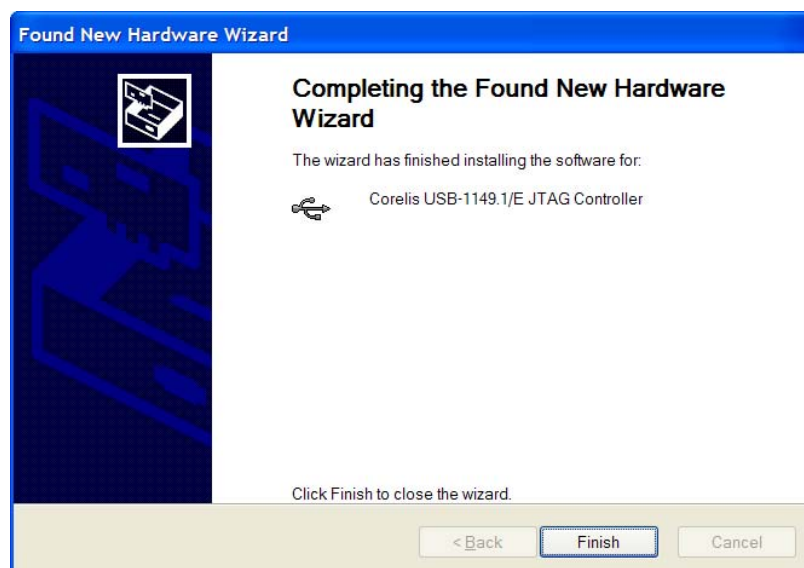 Found New Hardware Wizard
Completing the Found New Hardware
Wizard
The wizard has finished installing the software for:
Corelis USB-1149.1/E JTAG Controller
Click Finish to close the wizard.
< Back
Finish
Cancel